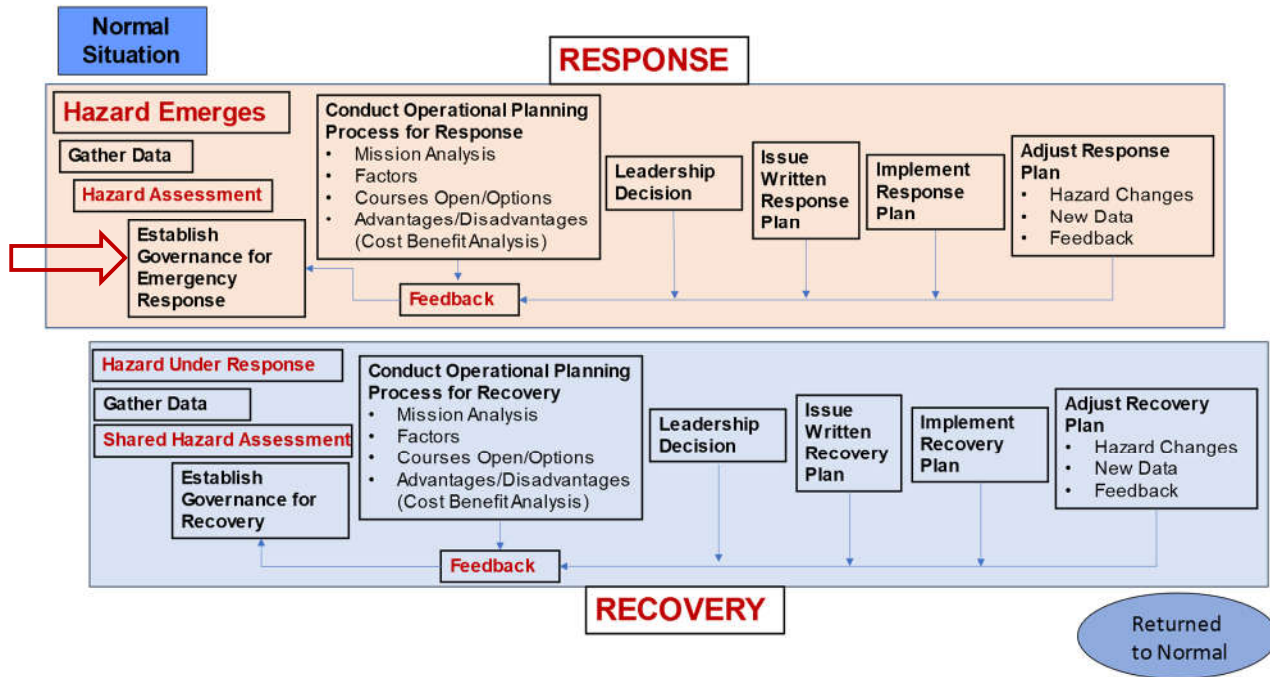 Normal
Situation
RESPONSE
Hazard Emerges
Gather Data
Hazard Assessment
Establish
Governance for
Emergency
Response
Conduct Operational Planning
Process for Response
• Mission Analysis
• Factors
• Courses Open/Options
• Advantages/Disadvantages
(Cost Benefit Analysis)
Leadership
Decision
Issue
Written
Response
Plan
Implement
Response
Plan
Adjust Response
Plan
• Hazard Changes
• New Data
• Feedback
Feedback
Hazard Under Response
Gather Data
Shared Hazard Assessment
Establish
Governance for
Recovery
Conduct Operational Planning
Process for Recovery
• Mission Analysis
• Factors
• Courses Open/Options
• Advantages/Disadvantages
(Cost Benefit Analysis)
Leadership
Decision
Issue
Written
Recovery
Plan
Implement
Recovery
Plan
Adjust Recovery
Plan
• Hazard Changes
• New Data
• Feedback
Feedback
RECOVERY
Returned
to Normal